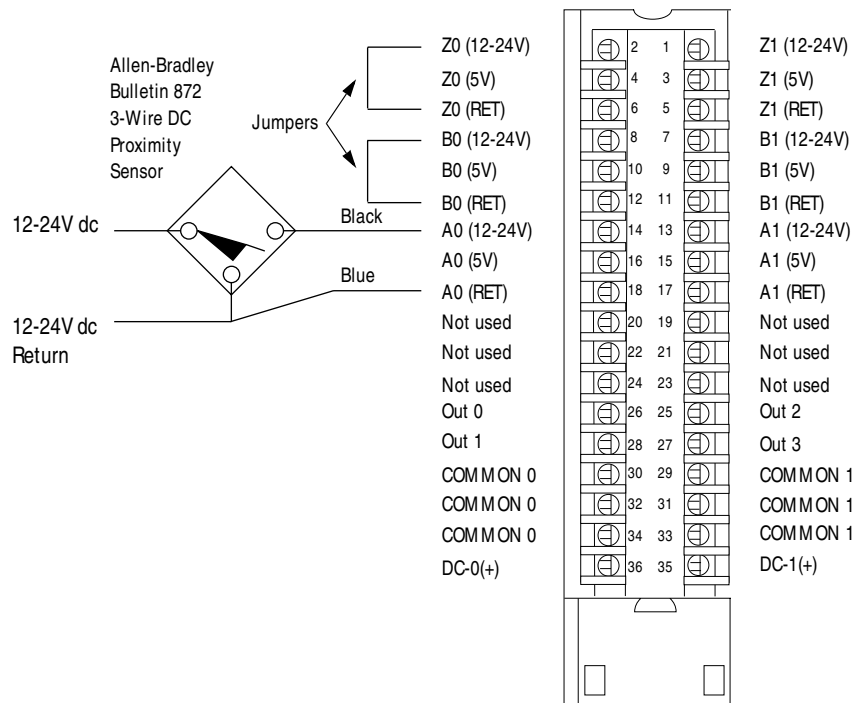 Allen-Bradley
Bulletin 872
3-Wire DC
Proximity
Sensor
Jumpers
12-24V dc
Black
Blue
12-24V dc
Return
Z0 (12-24V) 2 1 Z1 (12-24V)
Z0 (5V) 4 3 Z1 (5V)
Z0 (RET) 6 5 Z1 (RET)
B0 (12-24V) 8 7 B1 (12-24V)
B0 (5V) 10 9 B1 (5V)
B0 (RET) 12 11 B1 (RET)
A0 (12-24V) 14 13 A1 (12-24V)
A0 (5V) 16 15 A1 (5V)
A0 (RET) 18 17 A1 (RET)
Not used 20 19 Not used
Not used 22 21 Not used
Not used 24 23 Not used
Out 0 26 25 Out 2
Out 1 28 27 Out 3
COMMON 0 30 29 COMMON 1
COMMON 0 32 31 COMMON 1
COMMON 0 34 33 COMMON 1
DC-0(+) 36 35 DC-1(+)